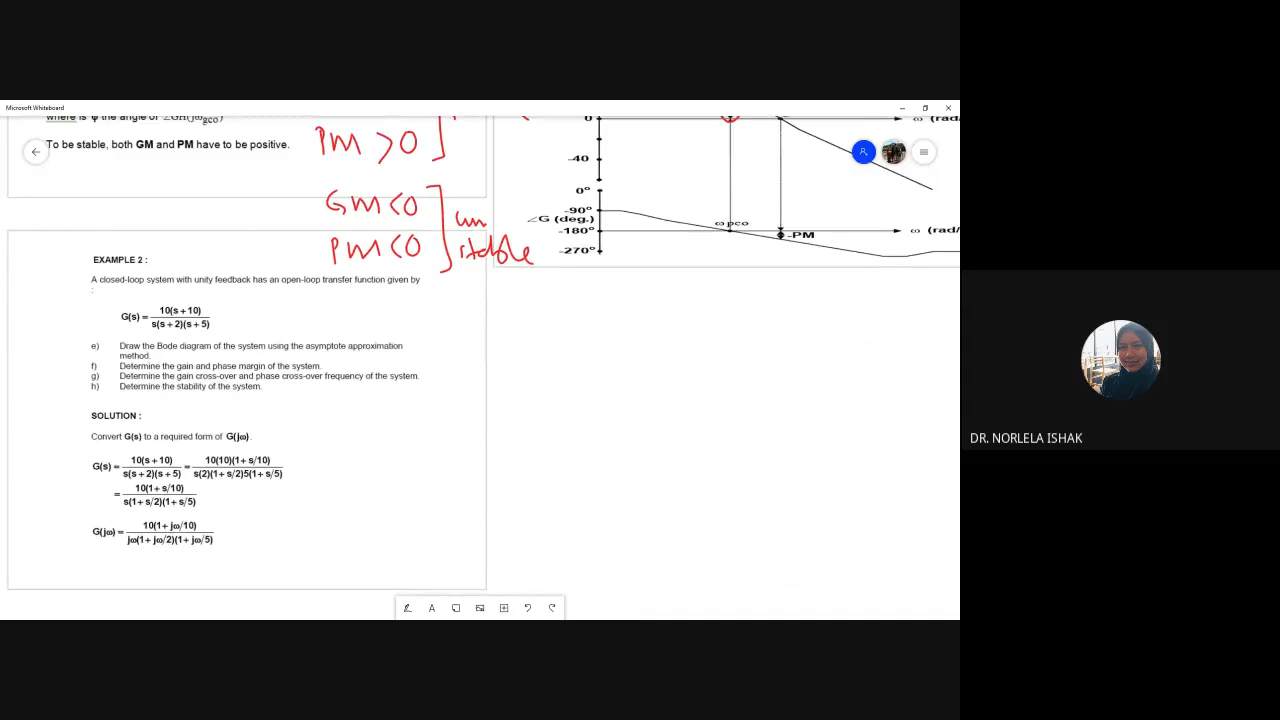 Microsoft Whiteboard
where is φ the angle of ∠GH(jω gco)
PM >0
To be stable, both GM and PM have to be positive.
GM <0
PM <0
un
stable
0
ω (rad/
-40
0°
-90°
∠G (deg.)
ω pco
-180°
-PM
ω (rad/
-270°
EXAMPLE 2 :
A closed-loop system with unity feedback has an open-loop transfer function given by
:
G(s) = 10(s + 10) / s(s + 2)(s + 5)
e) Draw the Bode diagram of the system using the asymptote approximation
method.
f) Determine the gain and phase margin of the system.
g) Determine the gain cross-over and phase cross-over frequency of the system.
h) Determine the stability of the system.
SOLUTION :
Convert G(s) to a required form of G(jω).
G(s) = 10(s + 10) / s(s + 2)(s + 5) = 10(10)(1 + s/10) / s(2)(1 + s/2)5(1 + s/5)
= 10(1 + s/10) / s(1 + s/2)(1 + s/5)
G(jω) = 10(1 + jω/10) / jω(1 + jω/2)(1 + jω/5)
DR. NORLELA ISHAK